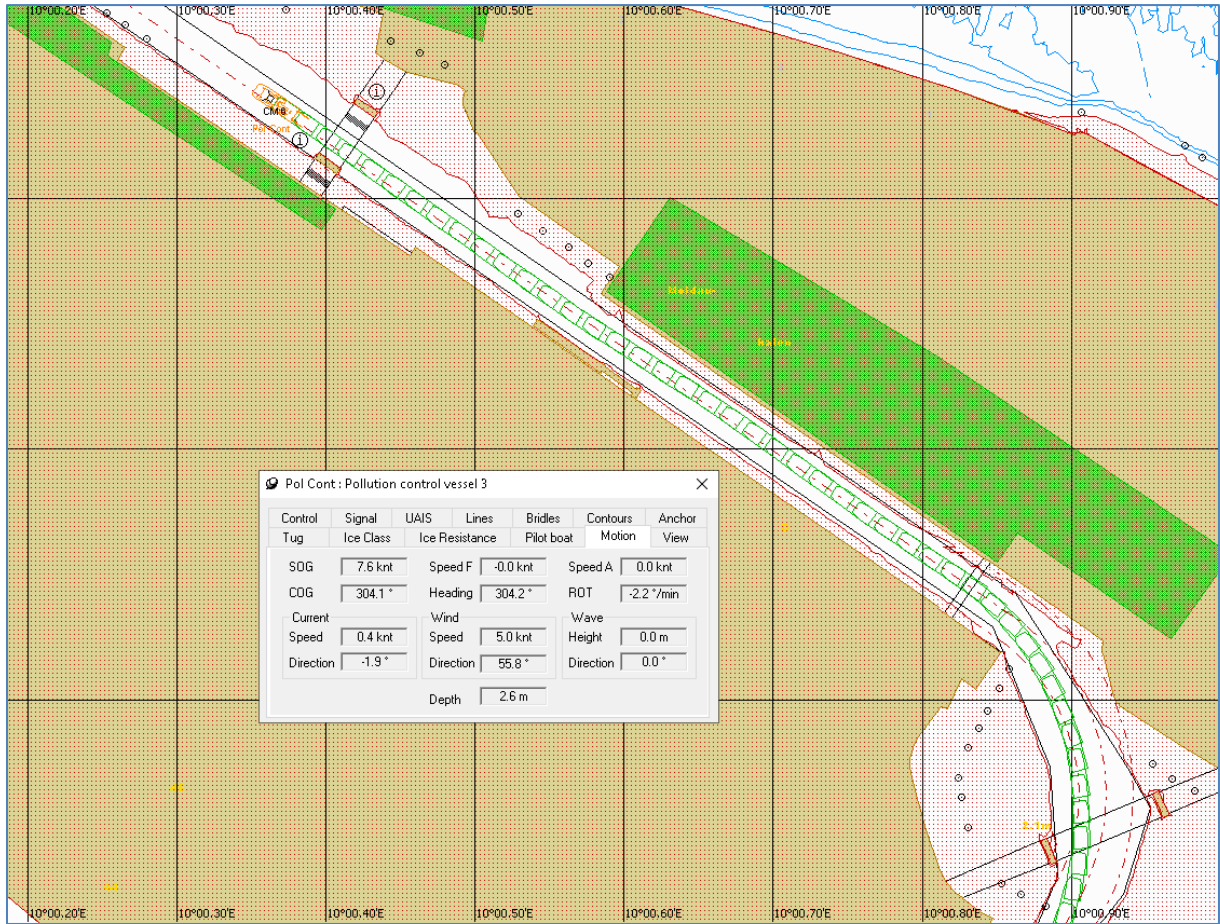 10°00.20'E 10°00.30'E 10°00.40'E 10°00.50'E 10°00.60'E 10°00.70'E 10°00.80'E 10°00.90'E
CM 6
Pol Cont
i
i
Pol Cont : Pollution control vessel 3
Control Signal UAIS Lines Bridles Contours Anchor
Tug Ice Class Ice Resistance Pilot boat Motion View
SOG 7.6 knt Speed F -0.0 knt Speed A 0.0 knt
COG 304.1 ° Heading 304.2 ° ROT -2.2 °/min
Current Wind Wave
Speed 0.4 knt Speed 5.0 knt Height 0.0 m
Direction -1.9 ° Direction 55.8 ° Direction 0.0 °
Depth 2.6 m
10°00.20'E 10°00.30'E 10°00.40'E 10°00.50'E 10°00.60'E 10°00.70'E 10°00.80'E 10°00.90'E